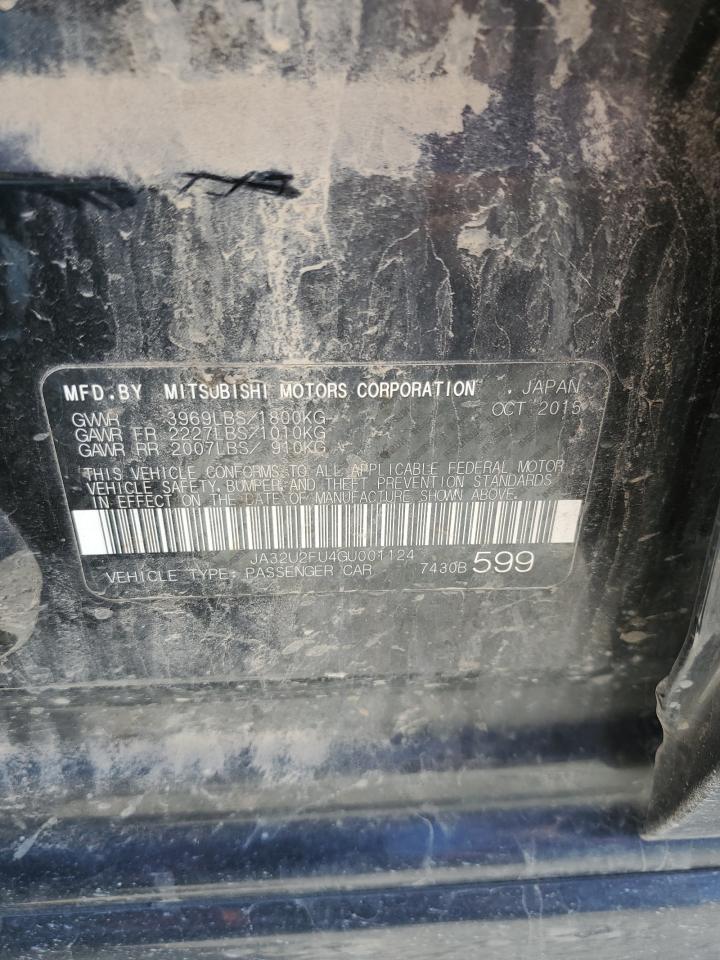 MFD.BY MITSUBISHI MOTORS CORPORATION , JAPAN
GVWR 3969LBS/1800KG OCT 2015
GAWR FR 2227LBS/1010KG
GAWR RR 2007LBS/ 910KG
THIS VEHICLE CONFORMS TO ALL APPLICABLE FEDERAL MOTOR
VEHICLE SAFETY, BUMPER, AND THEFT PREVENTION STANDARDS
IN EFFECT ON THE DATE OF MANUFACTURE SHOWN ABOVE.
JA32U2FU4GU001124
VEHICLE TYPE: PASSENGER CAR 7430B 599